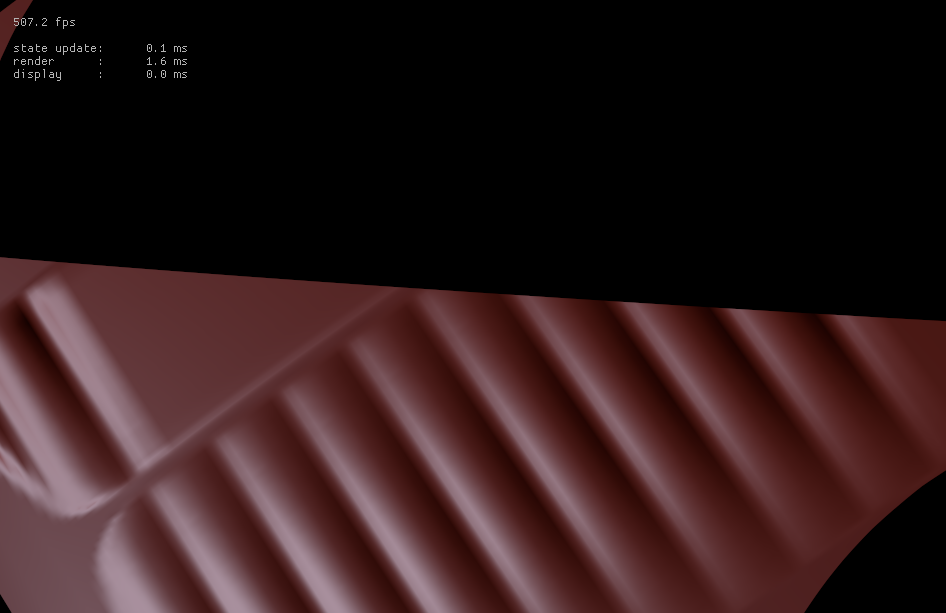 507.2 fps
state update:      0.1 ms
render      :      1.6 ms
display     :      0.0 ms